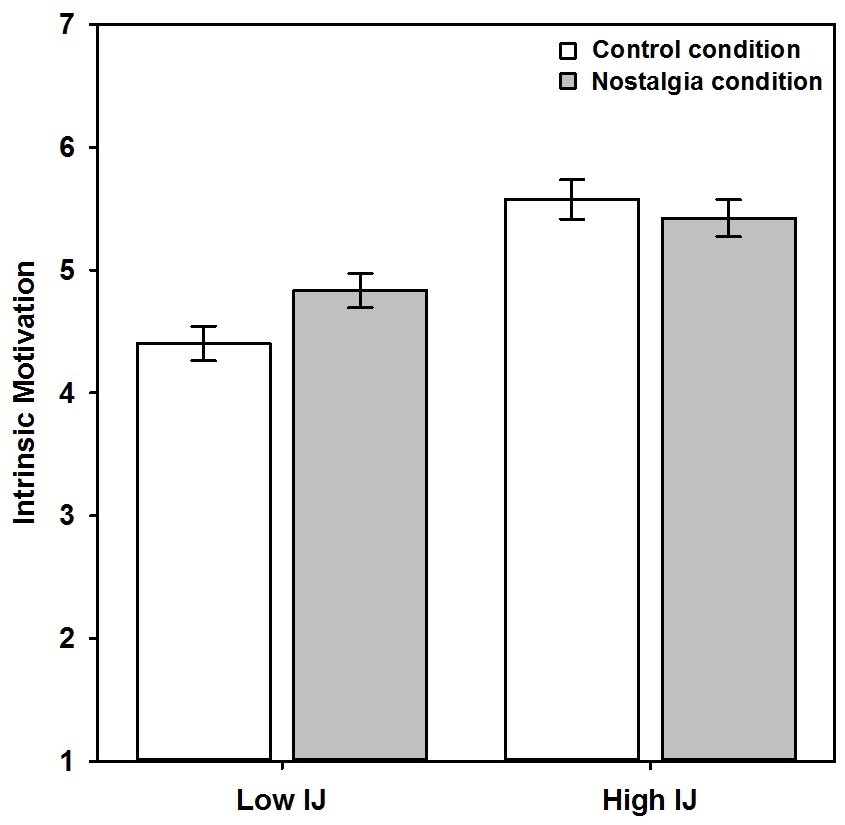 7
Control condition
Nostalgia condition
6
5
4
3
2
1
Intrinsic Motivation
Low IJ
High IJ